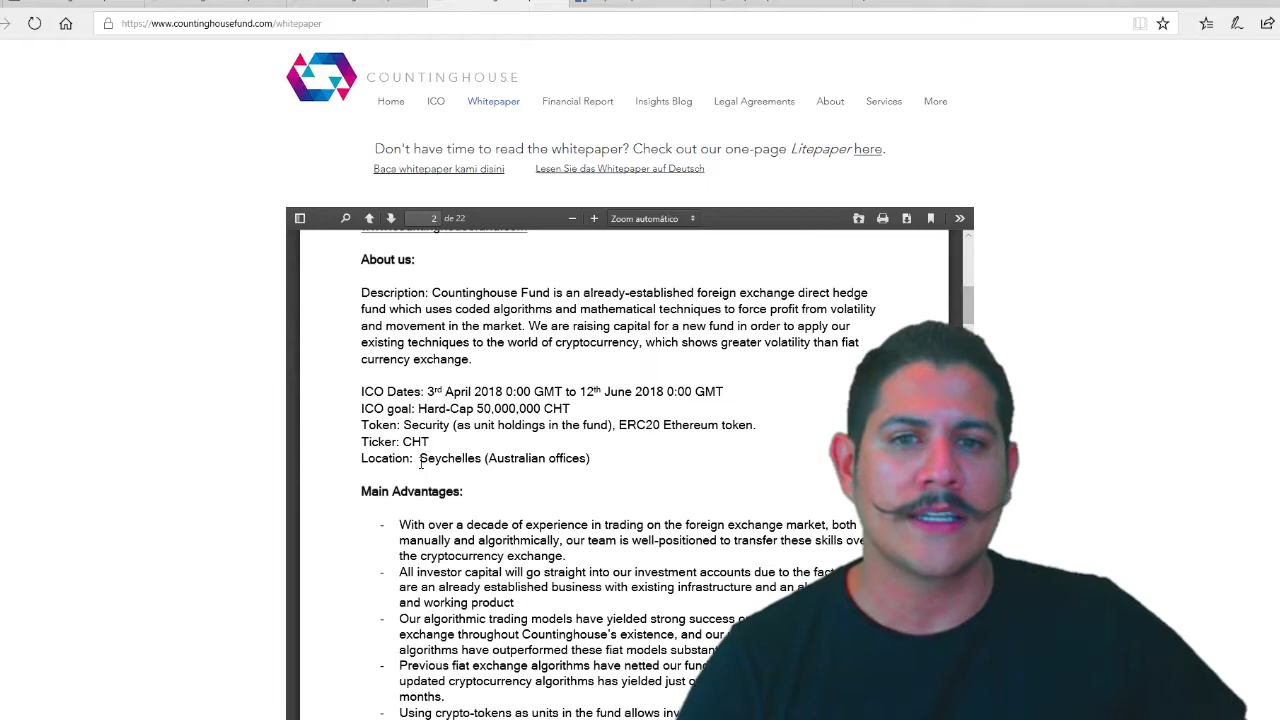 https://www.countinghousefund.com/whitepaper
COUNTINGHOUSE
Home ICO Whitepaper Financial Report Insights Blog Legal Agreements About Services More
Don't have time to read the whitepaper? Check out our one-page Litepaper here.
Baca whitepaper kami disini Lesen Sie das Whitepaper auf Deutsch
2 de 22 Zoom automático
www.countinghousefund.com
About us:
Description: Countinghouse Fund is an already-established foreign exchange direct hedge
fund which uses coded algorithms and mathematical techniques to force profit from volatility
and movement in the market. We are raising capital for a new fund in order to apply our
existing techniques to the world of cryptocurrency, which shows greater volatility than fiat
currency exchange.
ICO Dates: 3rd April 2018 0:00 GMT to 12th June 2018 0:00 GMT
ICO goal: Hard-Cap 50,000,000 CHT
Token: Security (as unit holdings in the fund), ERC20 Ethereum token.
Ticker: CHT
Location: Seychelles (Australian offices)
Main Advantages:
- With over a decade of experience in trading on the foreign exchange market, both
manually and algorithmically, our team is well-positioned to transfer these skills
the cryptocurrency exchange.
- All investor capital will go straight into our investment accounts due to the
are an already established business with existing infrastructure and an
and working product
- Our algorithmic trading models have yielded strong success
exchange throughout Countinghouse's existence, and our
algorithms have outperformed these fiat models
- Previous fiat exchange algorithms have netted our
updated cryptocurrency algorithms has yielded just
months.
- Using crypto-tokens as units in the fund allows